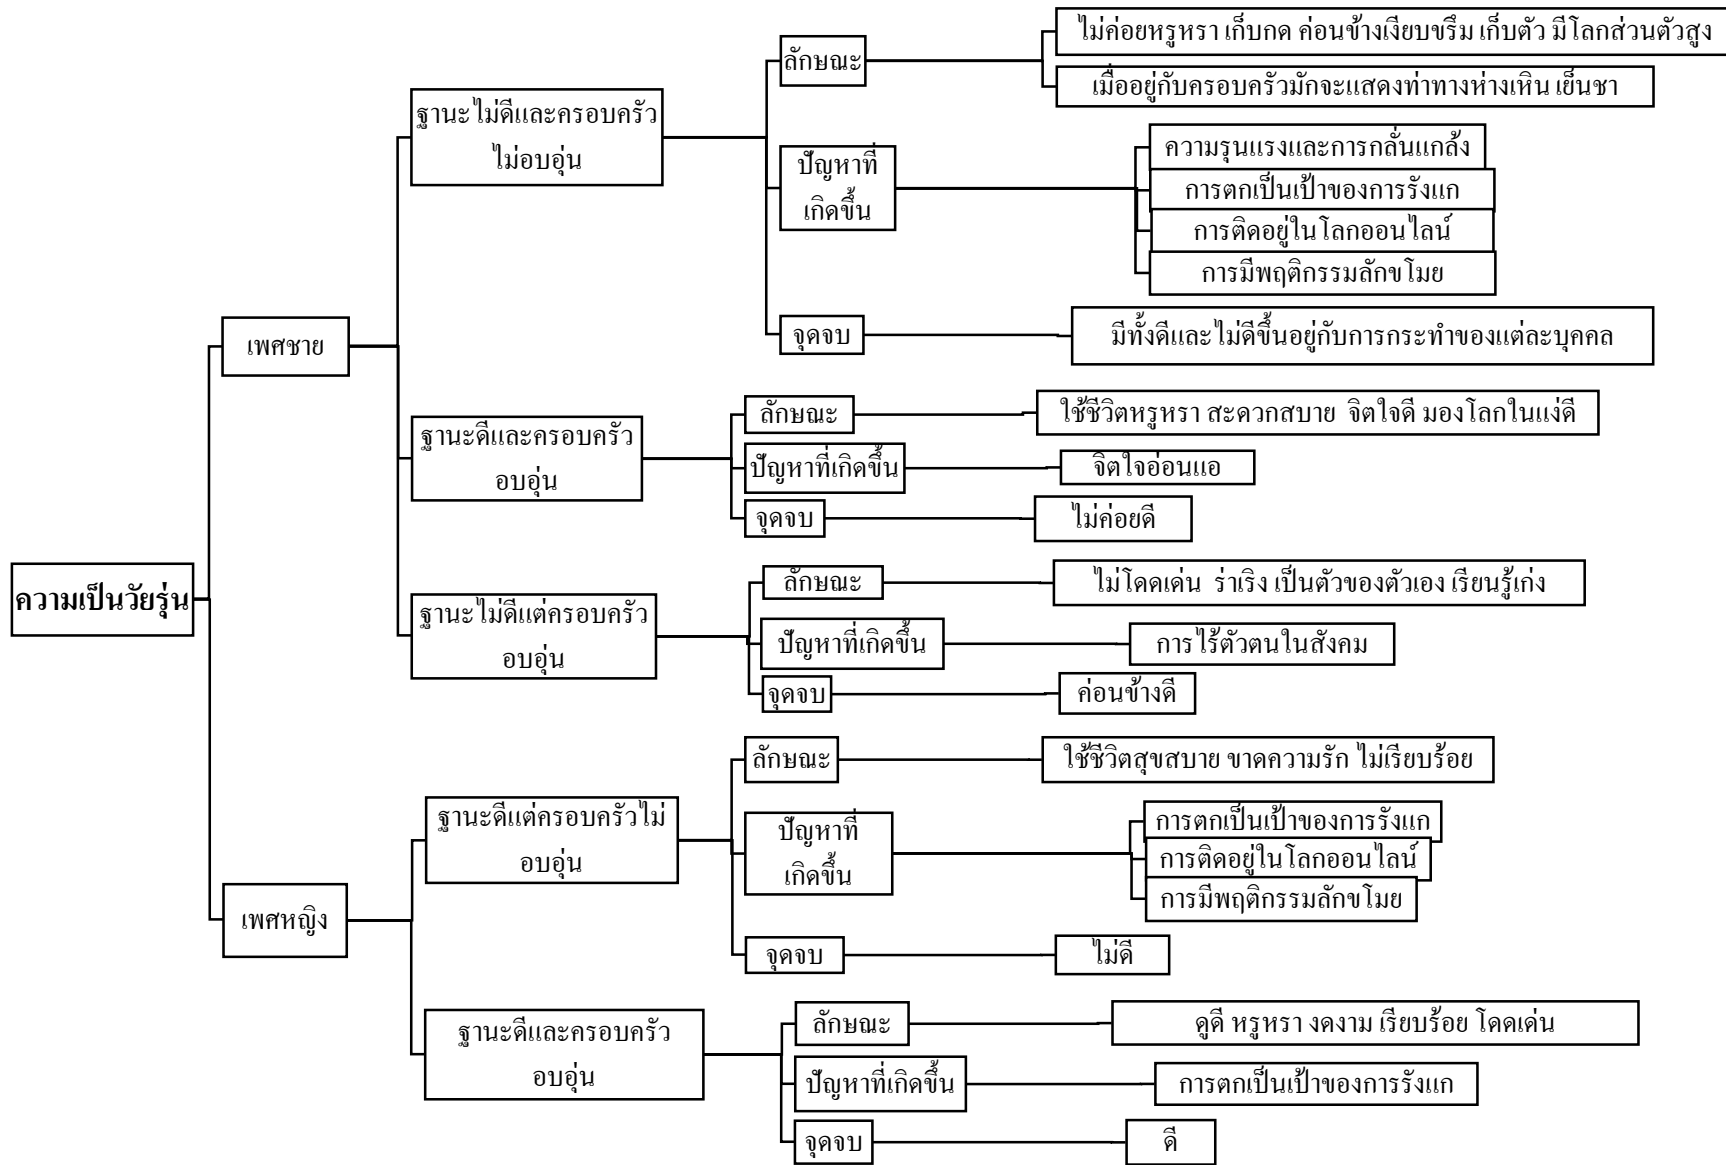 ความเป็นวัยรุ่น
เพศชาย
ฐานะไม่ดีและครอบครัว
ไม่อบอุ่น
ลักษณะ
ไม่ค่อยหรูหรา เก็บกด ค่อนข้างเงียบขรึม เก็บตัว มีโลกส่วนตัวสูง
เมื่ออยู่กับครอบครัวมักจะแสดงท่าทางห่างเหิน เย็นชา
ปัญหาที่
เกิดขึ้น
ความรุนแรงและการกลั่นแกล้ง
การตกเป็นเป้าของการรังแก
การติดอยู่ในโลกออนไลน์
การมีพฤติกรรมลักขโมย
จุดจบ
มีทั้งดีและไม่ดีขึ้นอยู่กับการกระทำของแต่ละบุคคล
ฐานะดีและครอบครัว
อบอุ่น
ลักษณะ
ใช้ชีวิตหรูหรา สะดวกสบาย จิตใจดี มองโลกในแง่ดี
ปัญหาที่เกิดขึ้น
จิตใจอ่อนแอ
จุดจบ
ไม่ค่อยดี
ฐานะไม่ดีแต่ครอบครัว
อบอุ่น
ลักษณะ
ไม่โดดเด่น ร่าเริง เป็นตัวของตัวเอง เรียนรู้เก่ง
ปัญหาที่เกิดขึ้น
การไร้ตัวตนในสังคม
จุดจบ
ค่อนข้างดี
เพศหญิง
ฐานะดีแต่ครอบครัวไม่
อบอุ่น
ลักษณะ
ใช้ชีวิตสุขสบาย ขาดความรัก ไม่เรียบร้อย
ปัญหาที่
เกิดขึ้น
การตกเป็นเป้าของการรังแก
การติดอยู่ในโลกออนไลน์
การมีพฤติกรรมลักขโมย
จุดจบ
ไม่ดี
ฐานะดีและครอบครัว
อบอุ่น
ลักษณะ
ดูดี หรูหรา งดงาม เรียบร้อย โดดเด่น
ปัญหาที่เกิดขึ้น
การตกเป็นเป้าของการรังแก
จุดจบ
ดี